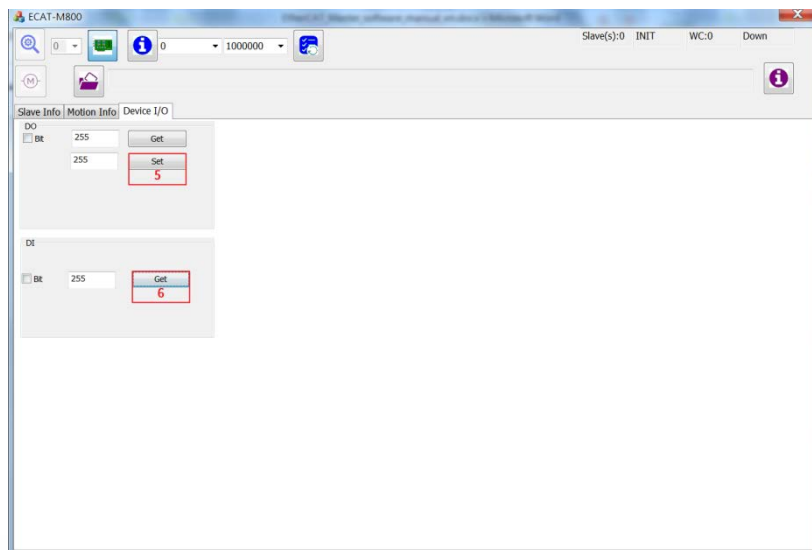 ECAT-M800
0
0
1000000
Slave(s):0 INIT WC:0 Down
M
Slave Info Motion Info Device I/O
DO
Bit 255 Get
255 Set
5
DI
Bit 255 Get
6